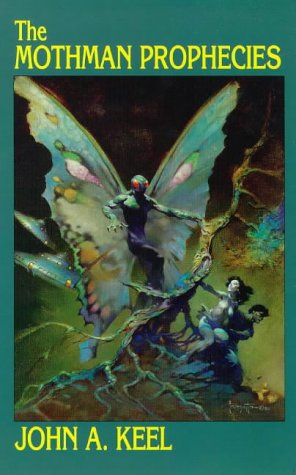 The
MOTHMAN PROPHECIES
JOHN A. KEEL